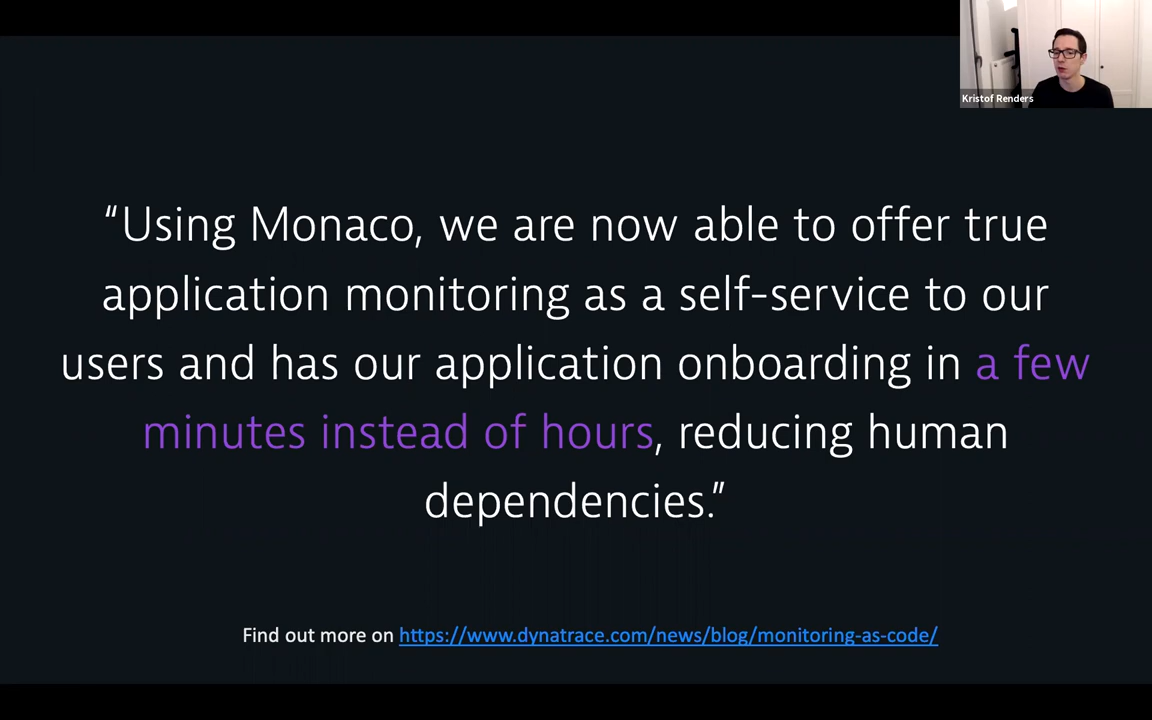 Kristof Renders
“Using Monaco, we are now able to offer true
application monitoring as a self-service to our
users and has our application onboarding in a few
minutes instead of hours, reducing human
dependencies.”
Find out more on https://www.dynatrace.com/news/blog/monitoring-as-code/